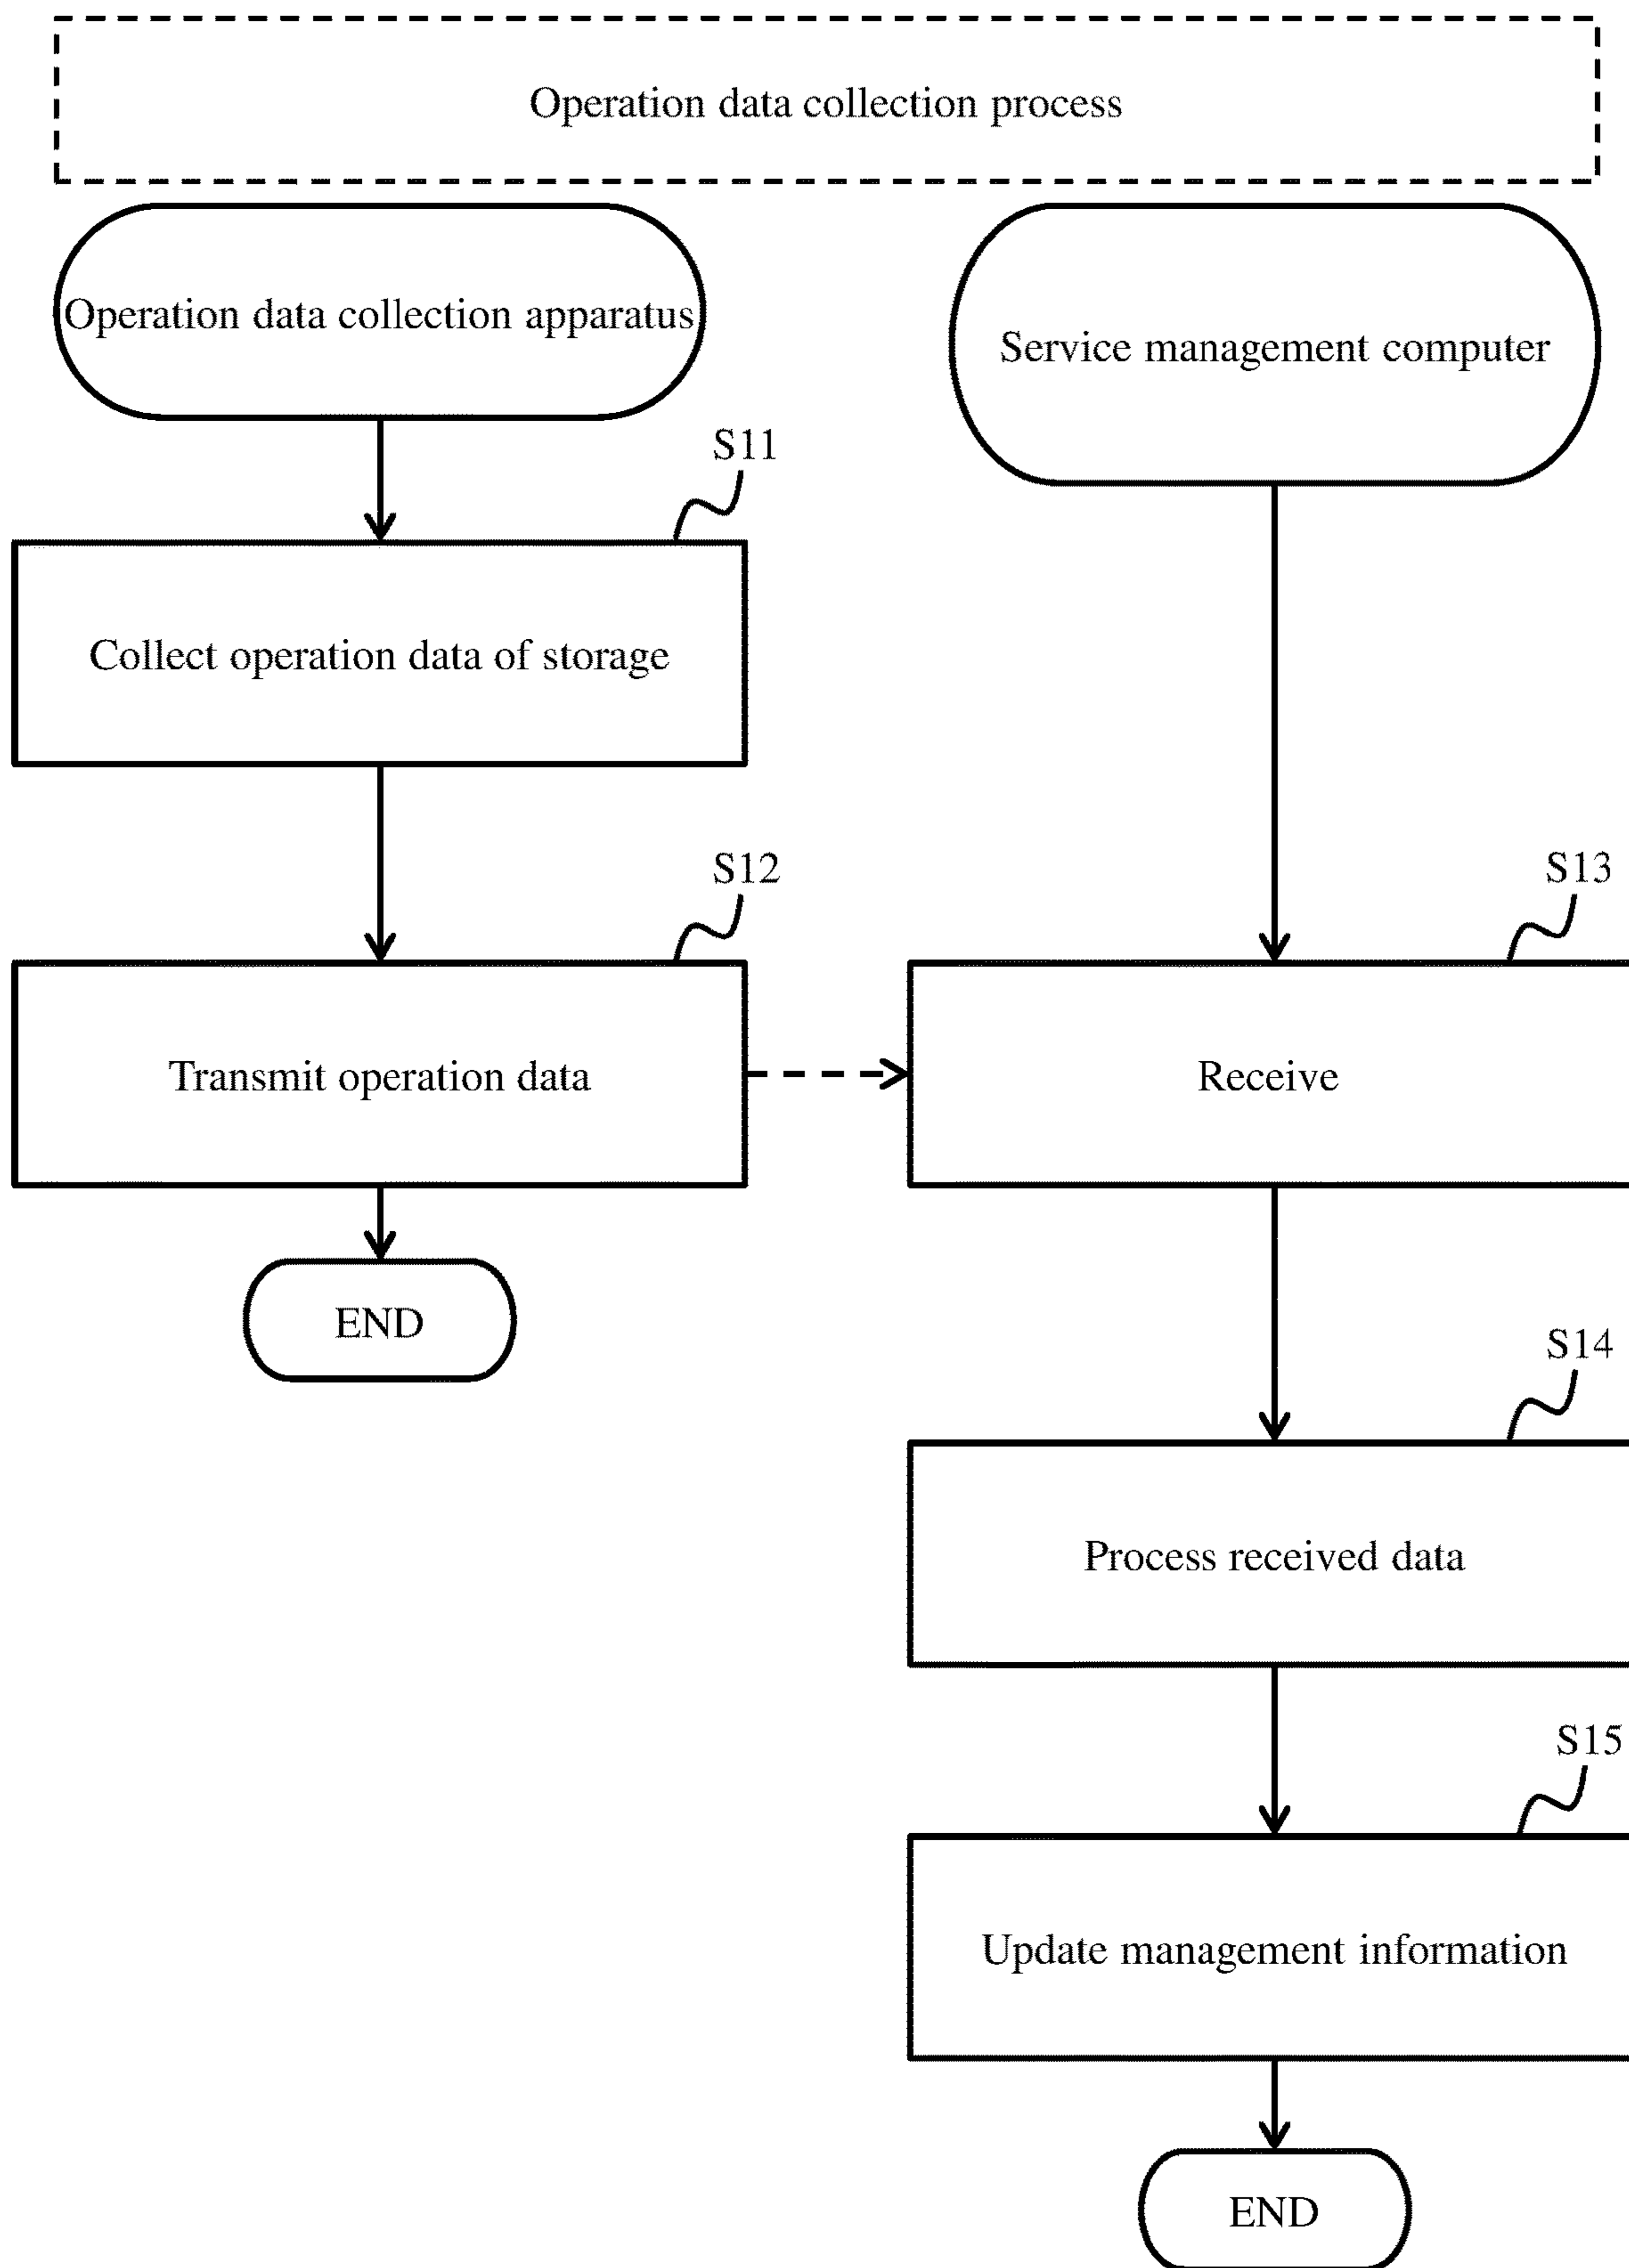 Operation data collection process
Operation data collection apparatus
Service management computer
S11
Collect operation data of storage
S12
S13
Transmit operation data
Receive
END
S14
Process received data
S15
Update management information
END